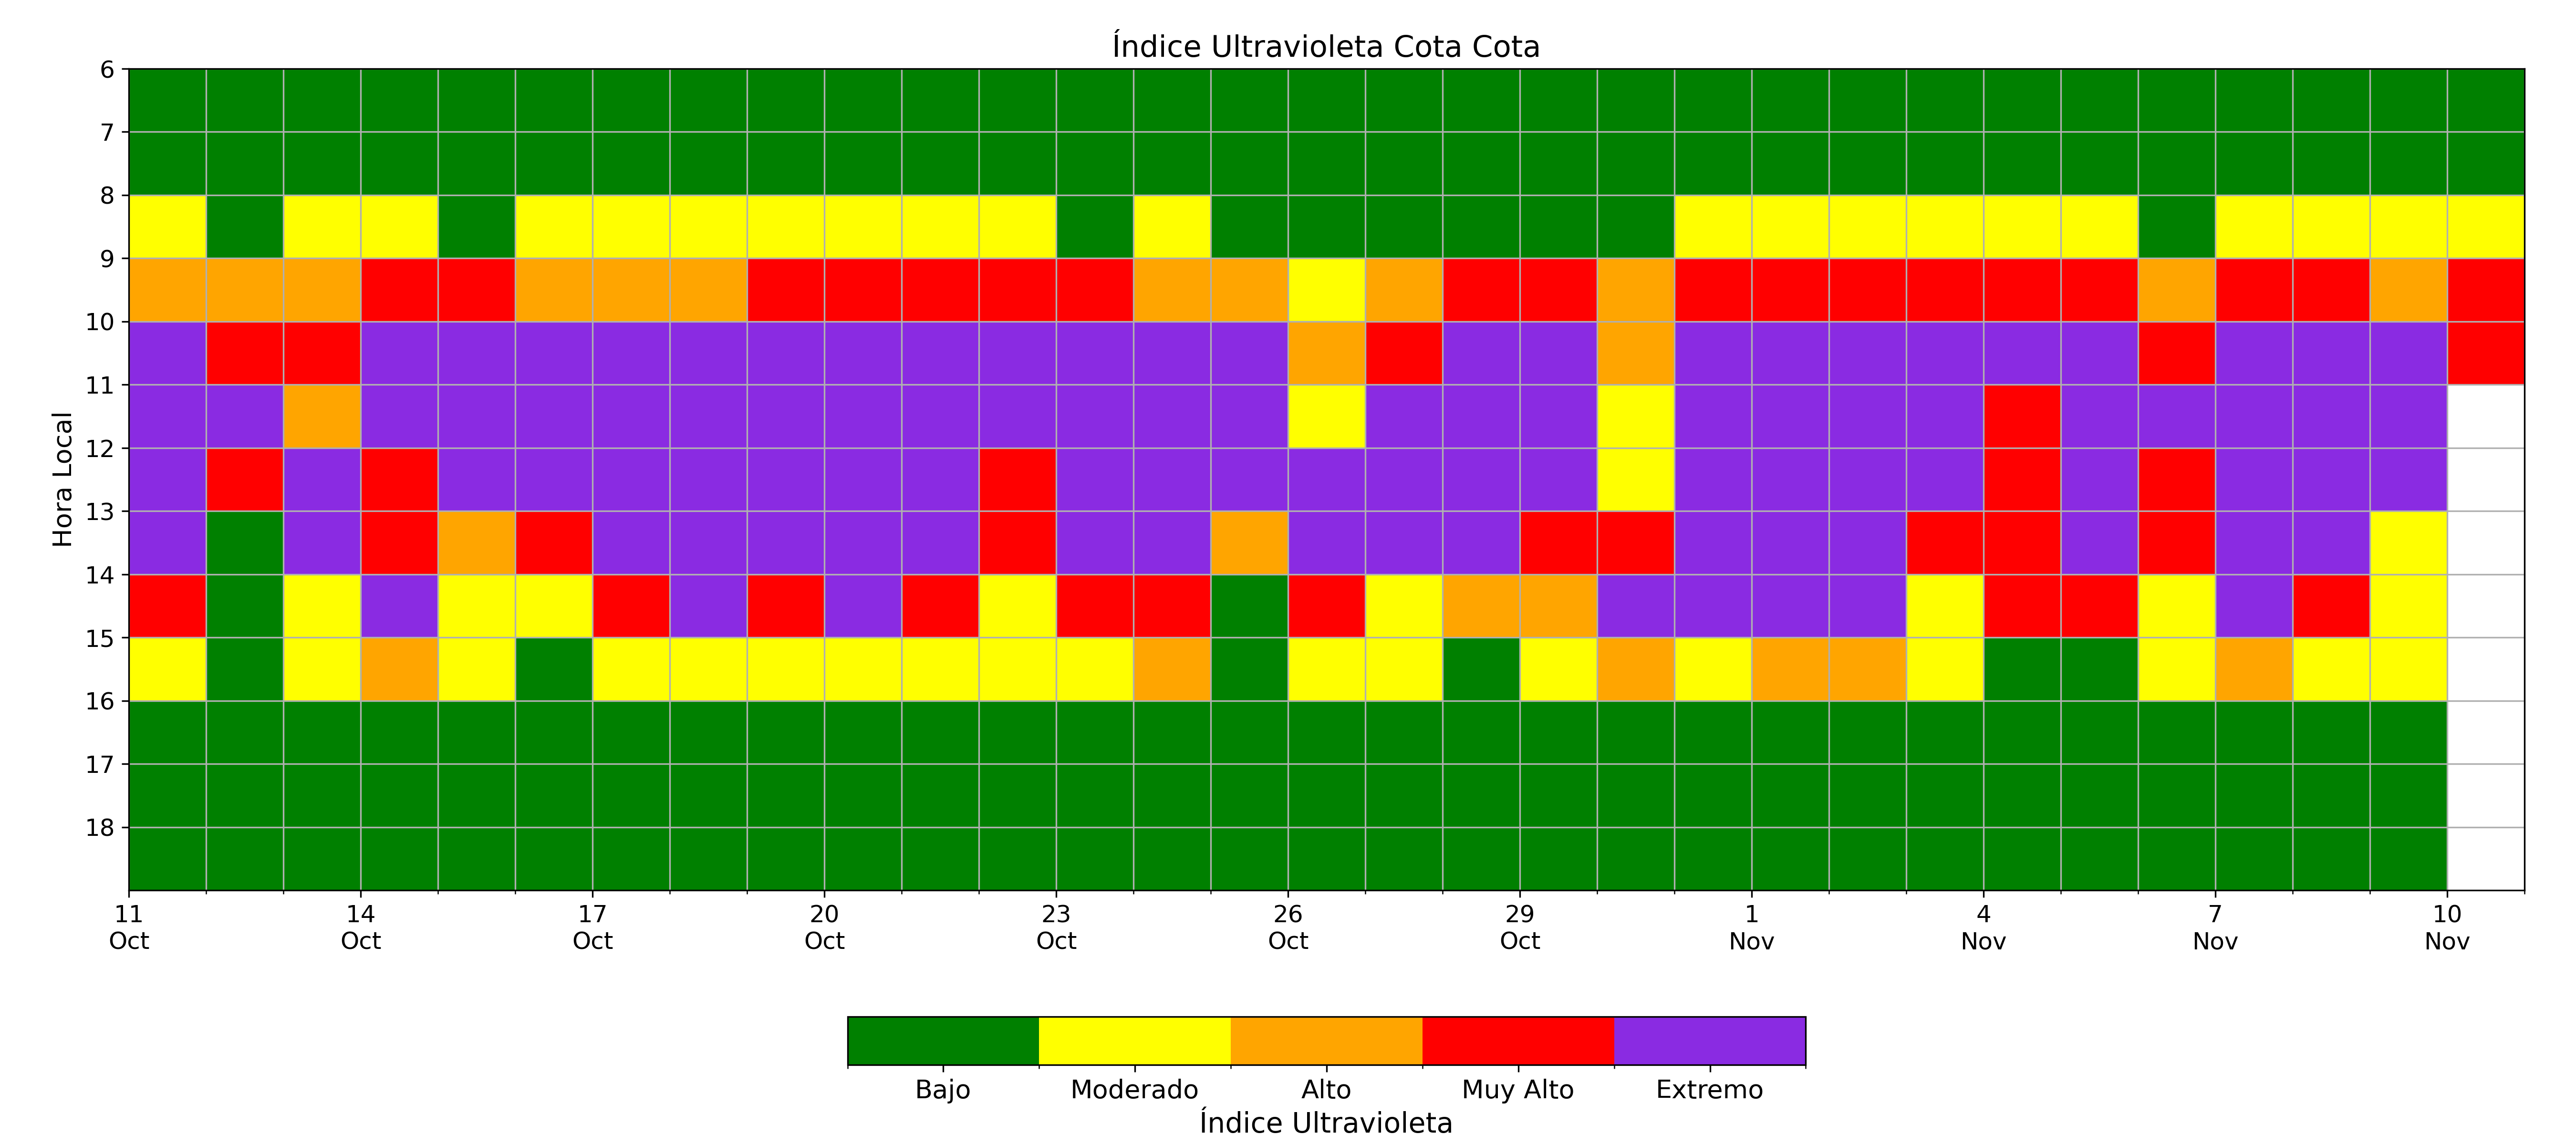 Índice Ultravioleta Cota Cota
Hora Local
6
7
8
9
10
11
12
13
14
15
16
17
18
11 14 17 20 23 26 29 1 4 7 10
Oct Oct Oct Oct Oct Oct Oct Nov Nov Nov Nov
Bajo Moderado Alto Muy Alto Extremo
Índice Ultravioleta